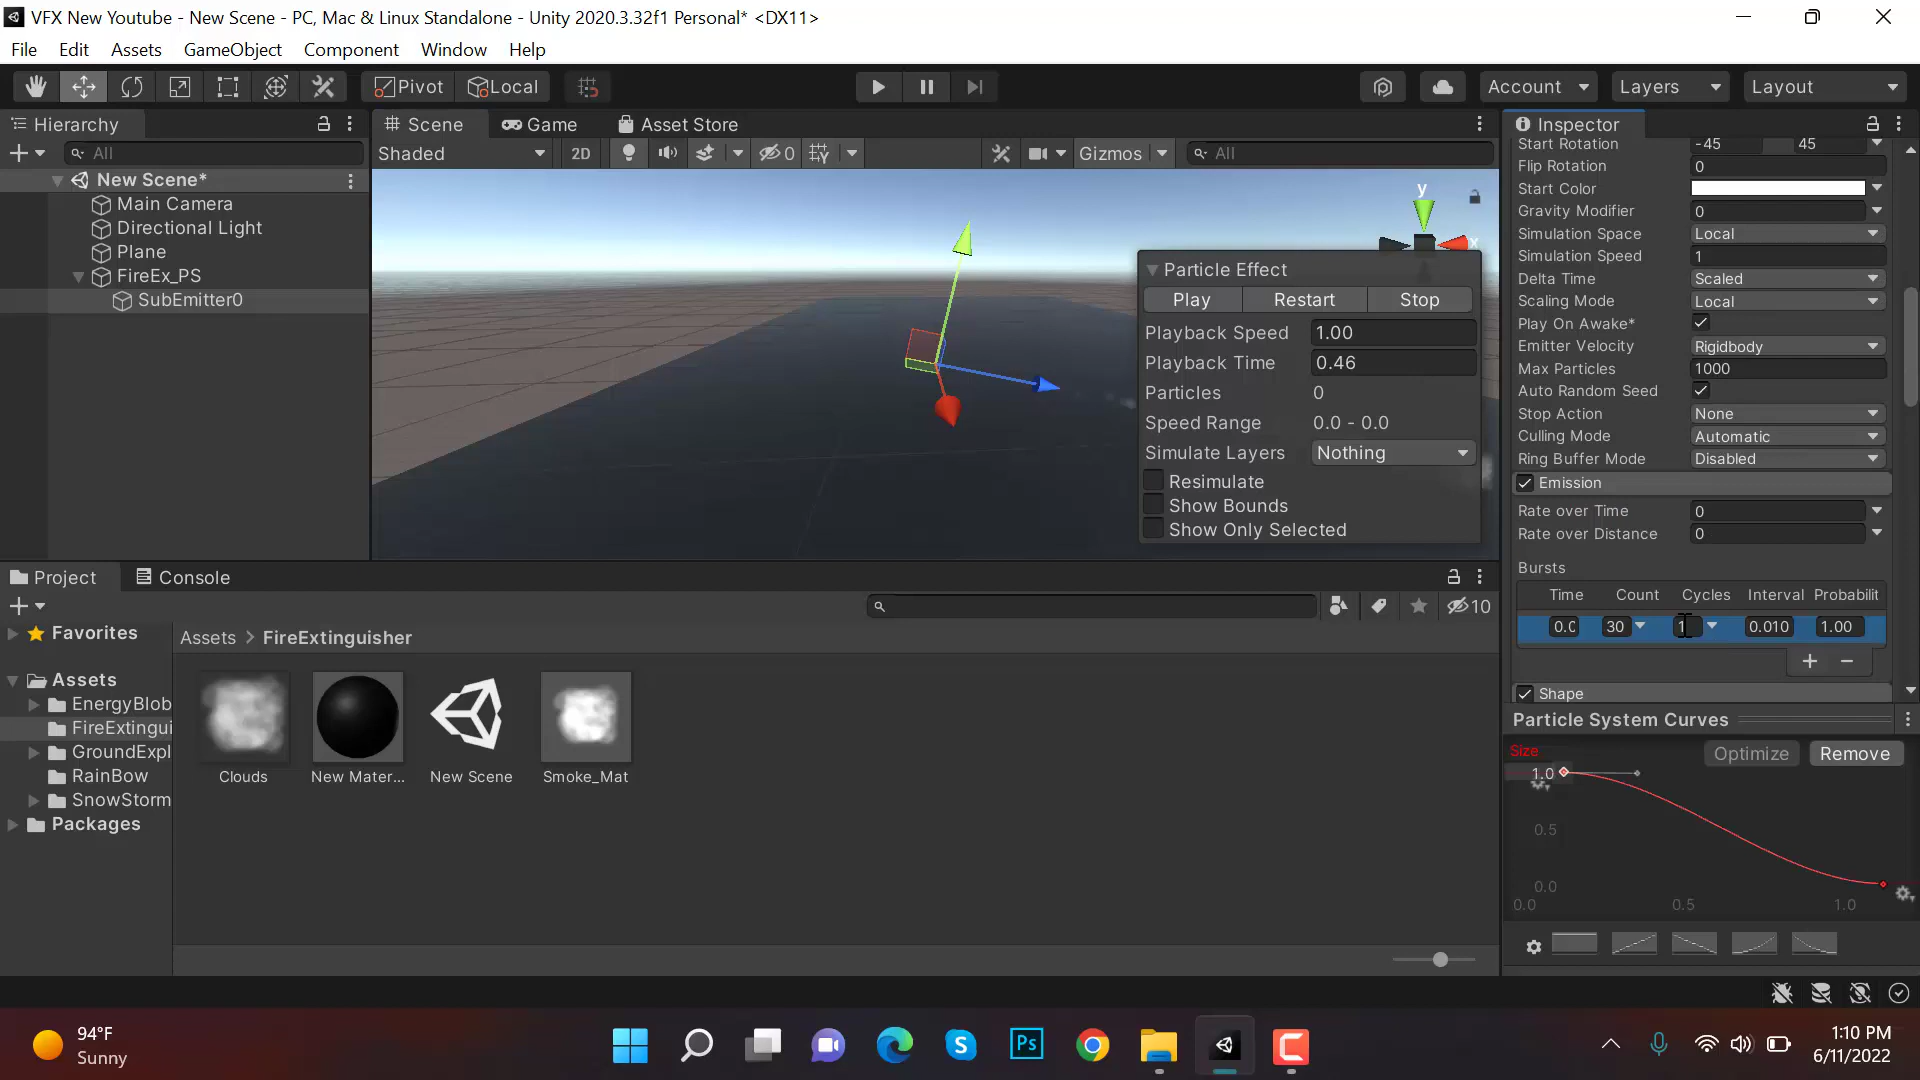 VFX New Youtube - New Scene - PC, Mac & Linux Standalone - Unity 2020.3.32f1 Personal* <DX11>
File Edit Assets GameObject Component Window Help
Pivot Local Account Layers Layout
Hierarchy
All
New Scene*
Main Camera
Directional Light
Plane
FireEx_PS
SubEmitter0
Scene Game Asset Store
Shaded 2D 0 Gizmos All
y
x
Particle Effect
Play Restart Stop
Playback Speed 1.00
Playback Time 0.46
Particles 0
Speed Range 0.0 - 0.0
Simulate Layers Nothing
Resimulate
Show Bounds
Show Only Selected
Inspector
Start Rotation -45 45
Flip Rotation 0
Start Color
Gravity Modifier 0
Simulation Space Local
Simulation Speed 1
Delta Time Scaled
Scaling Mode Local
Play On Awake*
Emitter Velocity Rigidbody
Max Particles 1000
Auto Random Seed
Stop Action None
Culling Mode Automatic
Ring Buffer Mode Disabled
Emission
Rate over Time 0
Rate over Distance 0
Bursts
Time Count Cycles Interval Probabilit
0.0 30 1 0.010 1.00
Shape
Particle System Curves
Size Optimize Remove
1.0
0.5
0.0
0.0 0.5 1.0
Project Console
10
Favorites
Assets
EnergyBlob
FireExtingui
GroundExpl
RainBow
SnowStorm
Packages
Assets > FireExtinguisher
Clouds New Mater... New Scene Smoke_Mat
94°F
Sunny
Ps
1:10 PM
6/11/2022